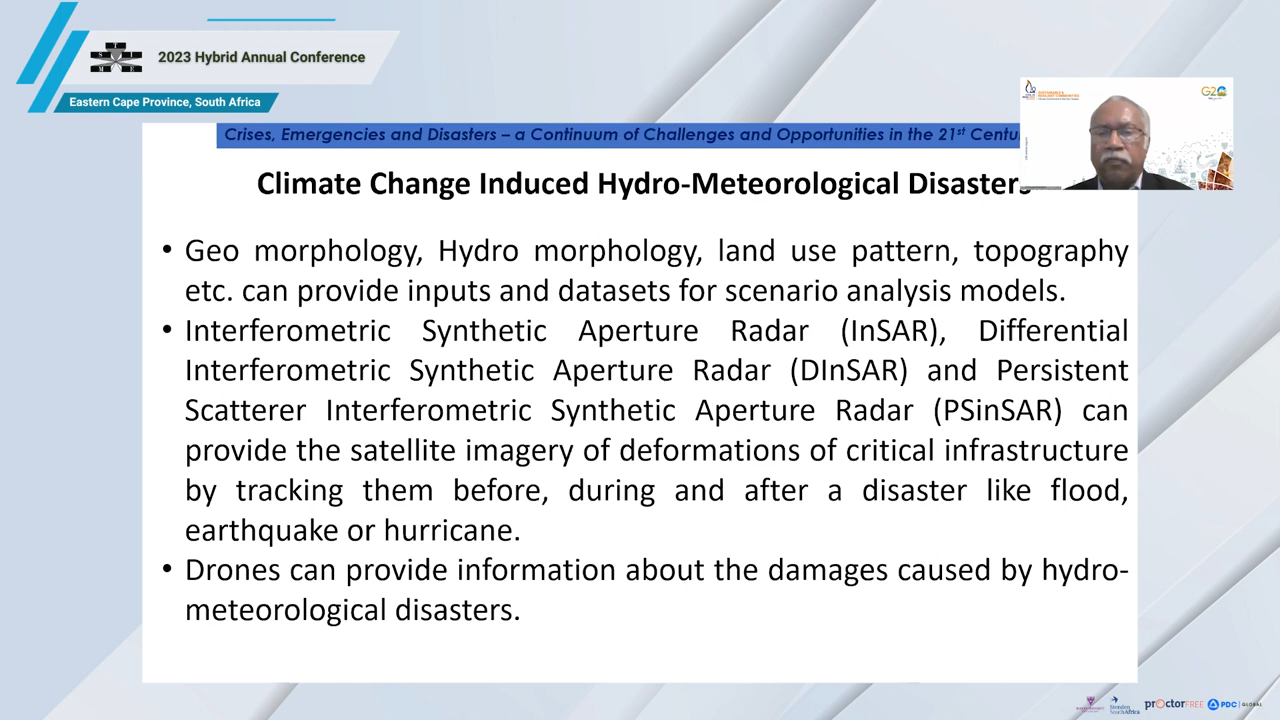 2023 Hybrid Annual Conference
Eastern Cape Province, South Africa
G20
Crises, Emergencies and Disasters – a Continuum of Challenges and Opportunities in the 21st Centu
Climate Change Induced Hydro-Meteorological Disasters
• Geo morphology, Hydro morphology, land use pattern, topography
etc. can provide inputs and datasets for scenario analysis models.
• Interferometric Synthetic Aperture Radar (InSAR), Differential
Interferometric Synthetic Aperture Radar (DInSAR) and Persistent
Scatterer Interferometric Synthetic Aperture Radar (PSinSAR) can
provide the satellite imagery of deformations of critical infrastructure
by tracking them before, during and after a disaster like flood,
earthquake or hurricane.
• Drones can provide information about the damages caused by hydro-
meteorological disasters.
Stenden
South Africa
proctorFREE
PDC | GLOBAL